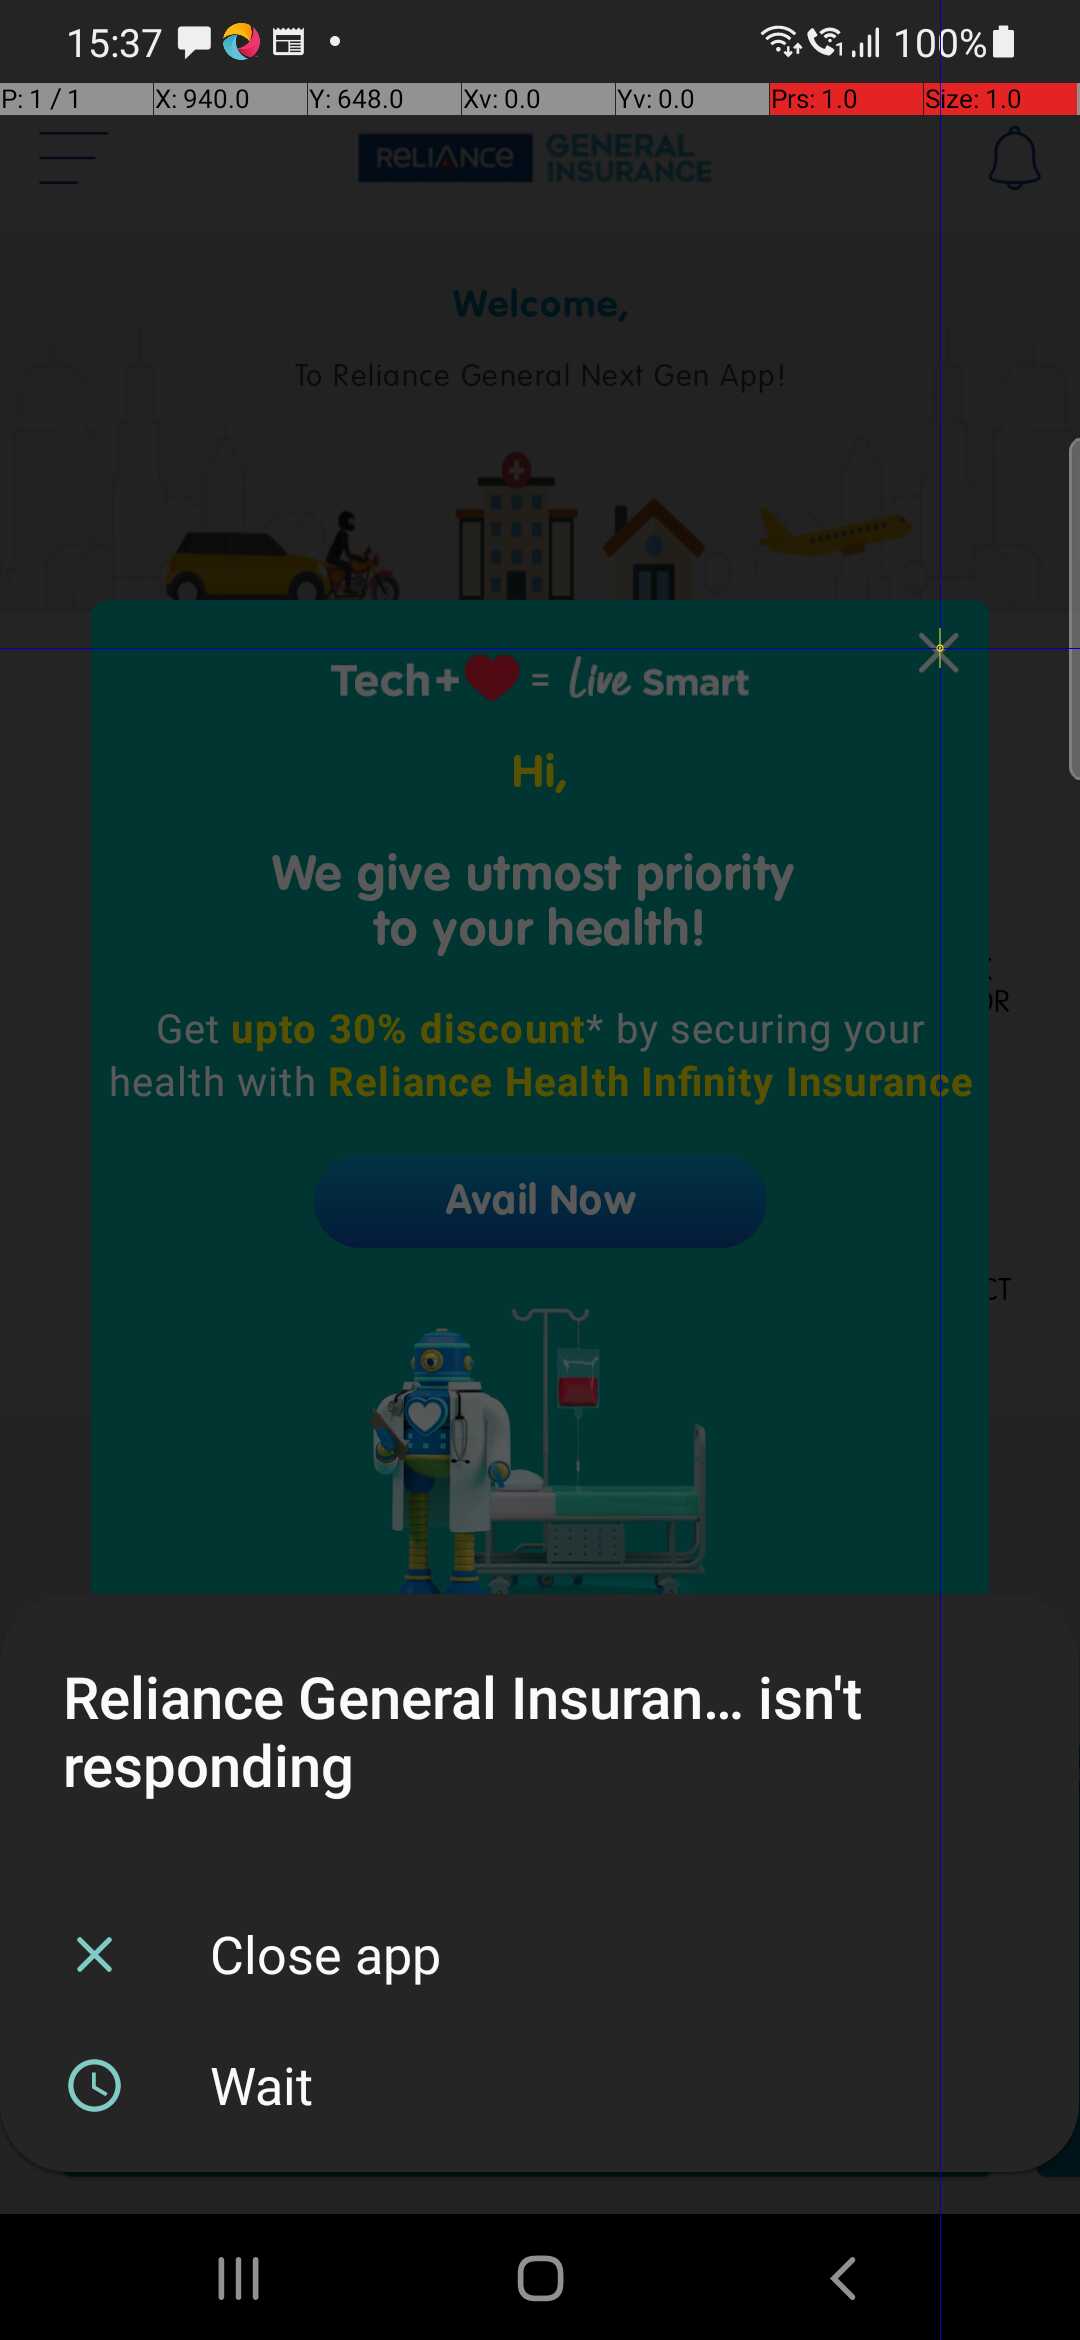 15:37 100%
P: 1 / 1 X: 940.0 Y: 648.0 Xv: 0.0 Yv: 0.0 Prs: 1.0 Size: 1.0
RELIANCE GENERAL
INSURANCE
Welcome,
To Reliance General Next Gen App!
Tech+ = Live Smart
Hi,
We give utmost priority
to your health!
Get upto 30% discount* by securing your
health with Reliance Health Infinity Insurance
Avail Now
Reliance General Insuran... isn't
responding
Close app
Wait